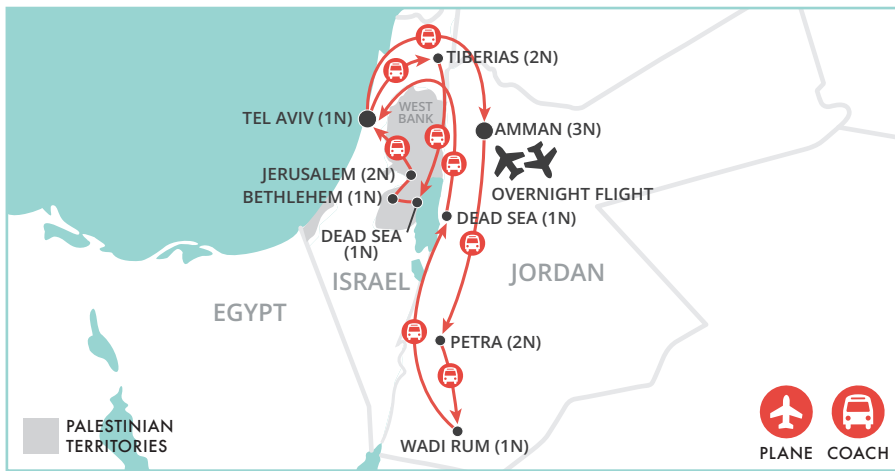 TIBERIAS (2N)
WEST
BANK
TEL AVIV (1N)
AMMAN (3N)
JERUSALEM (2N)
OVERNIGHT FLIGHT
BETHLEHEM (1N)
DEAD SEA (1N)
DEAD SEA
(1N)
ISRAEL
JORDAN
EGYPT
PETRA (2N)
PALESTINIAN
TERRITORIES
WADI RUM (1N)
PLANE
COACH